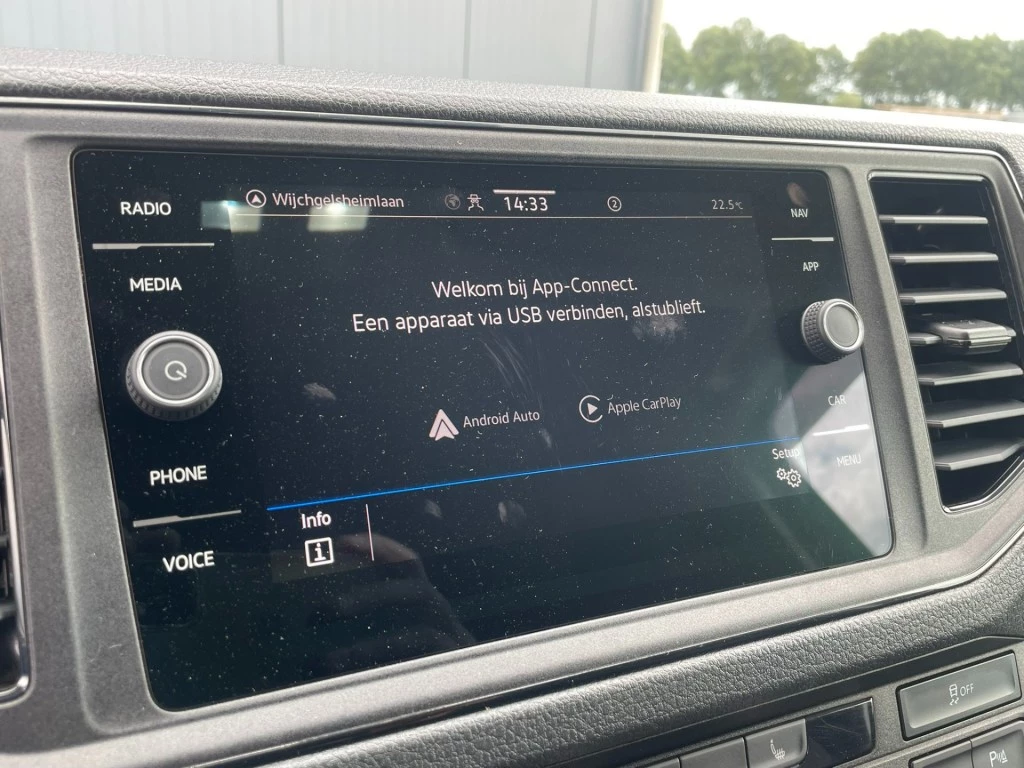 RADIO
MEDIA
PHONE
VOICE
Wijchgelsheimlaan
14:33
2
22.5°C
Welkom bij App-Connect.
Een apparaat via USB verbinden, alstublieft.
Android Auto
Apple CarPlay
Info
i
Setup
NAV
APP
CAR
MENU
OFF
P